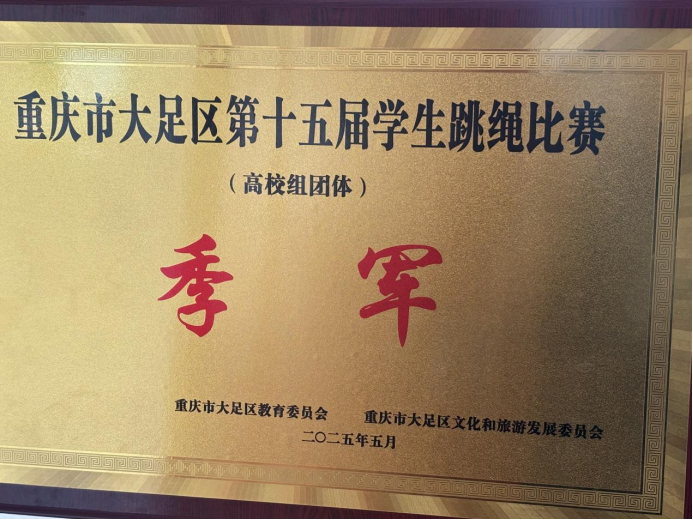 重庆市大足区第十五届学生跳绳比赛
（高校组团体）
季军
重庆市大足区教育委员会 重庆市大足区文化和旅游发展委员会
二〇二五年五月